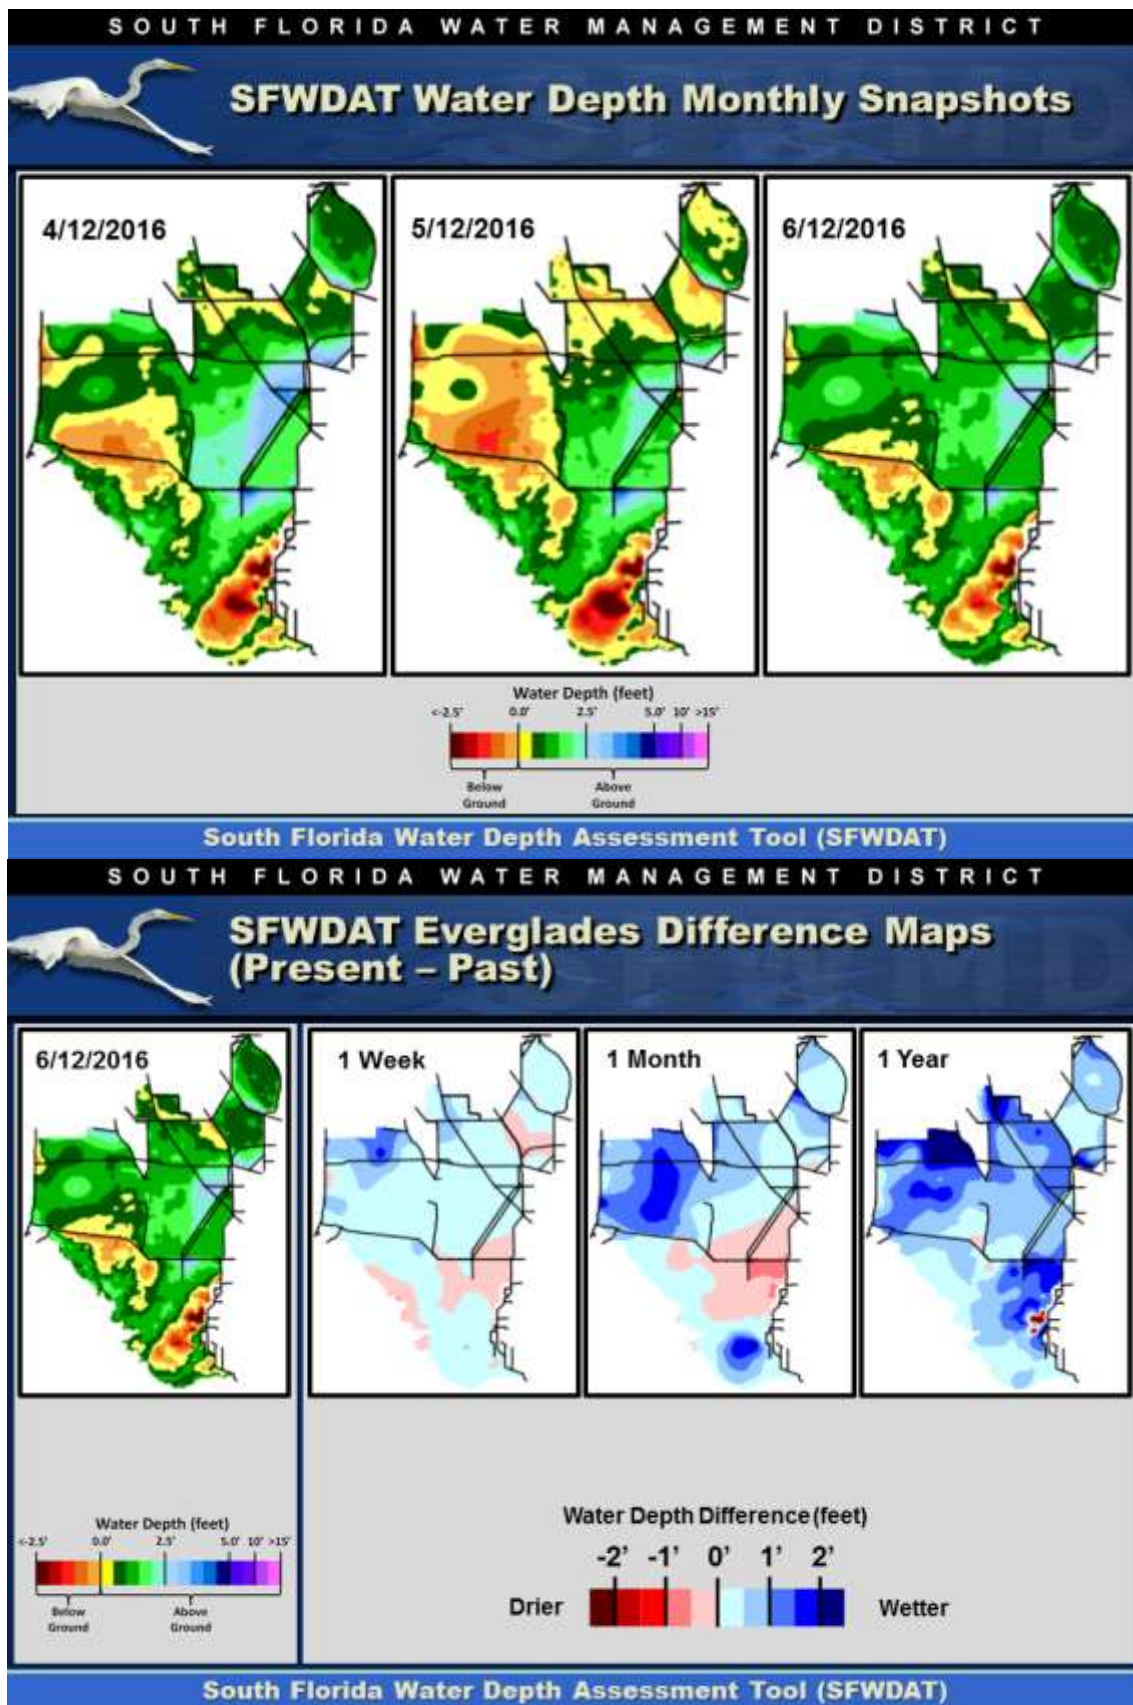 SOUTH FLORIDA WATER MANAGEMENT DISTRICT
SFWDAT Water Depth Monthly Snapshots
4/12/2016
5/12/2016
6/12/2016
Water Depth (feet)
<-2.5' 0.0' 2.5' 5.0' 10' >15'
Below Above
Ground Ground
South Florida Water Depth Assessment Tool (SFWDAT)
SOUTH FLORIDA WATER MANAGEMENT DISTRICT
SFWDAT Everglades Difference Maps
(Present – Past)
6/12/2016
1 Week
1 Month
1 Year
Water Depth (feet)
<-2.5' 0.0' 2.5' 5.0' 10' >15'
Below Above
Ground Ground
Water Depth Difference (feet)
-2' -1' 0' 1' 2'
Drier Wetter
South Florida Water Depth Assessment Tool (SFWDAT)